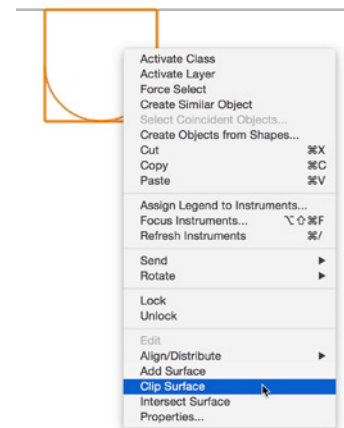 Activate Class
Activate Layer
Force Select
Create Similar Object
Select Coincident Objects...
Create Objects from Shapes...
Cut ⌘X
Copy ⌘C
Paste ⌘V
Assign Legend to Instruments...
Focus Instruments... ⌥⇧⌘F
Refresh Instruments ⌘/
Send ▶
Rotate ▶
Lock
Unlock
Edit
Align/Distribute ▶
Add Surface
Clip Surface
Intersect Surface
Properties...